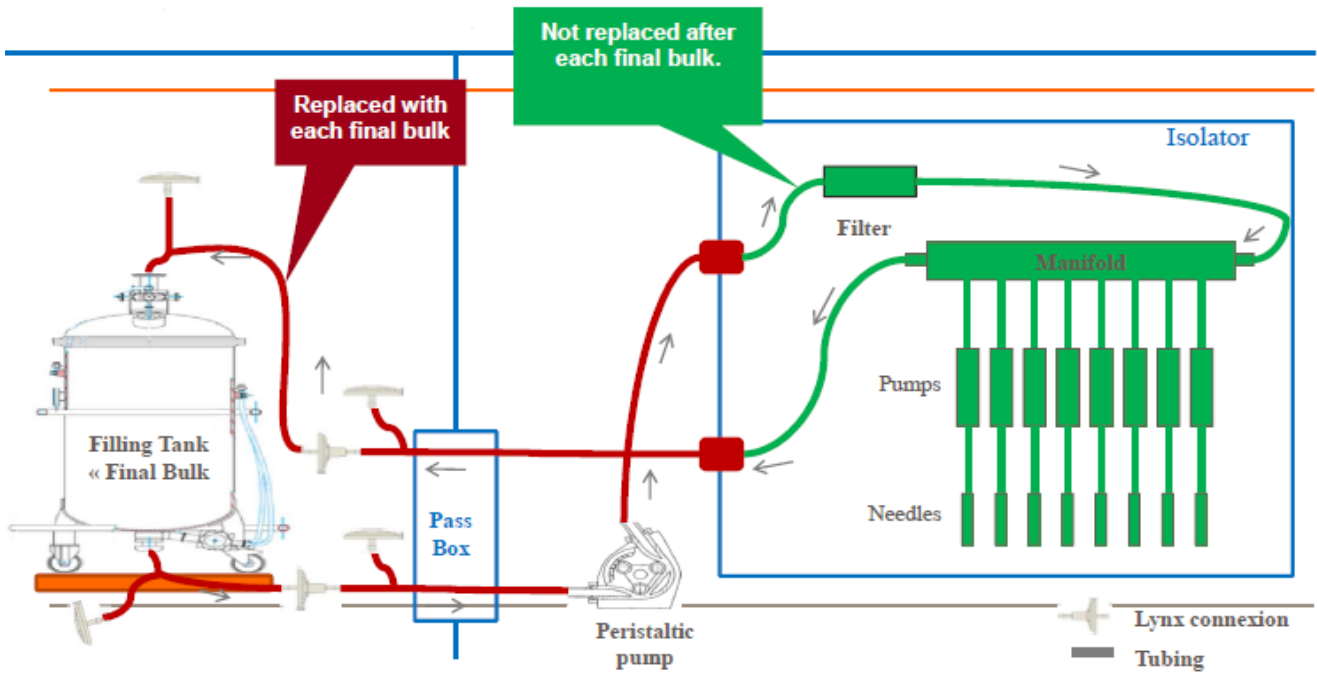 Not replaced after
each final bulk.
Replaced with
each final bulk
Isolator
Filter
Manifold
Pumps
Filling Tank
« Final Bulk
Needles
Pass
Box
Peristaltic
pump
Lynx connexion
Tubing